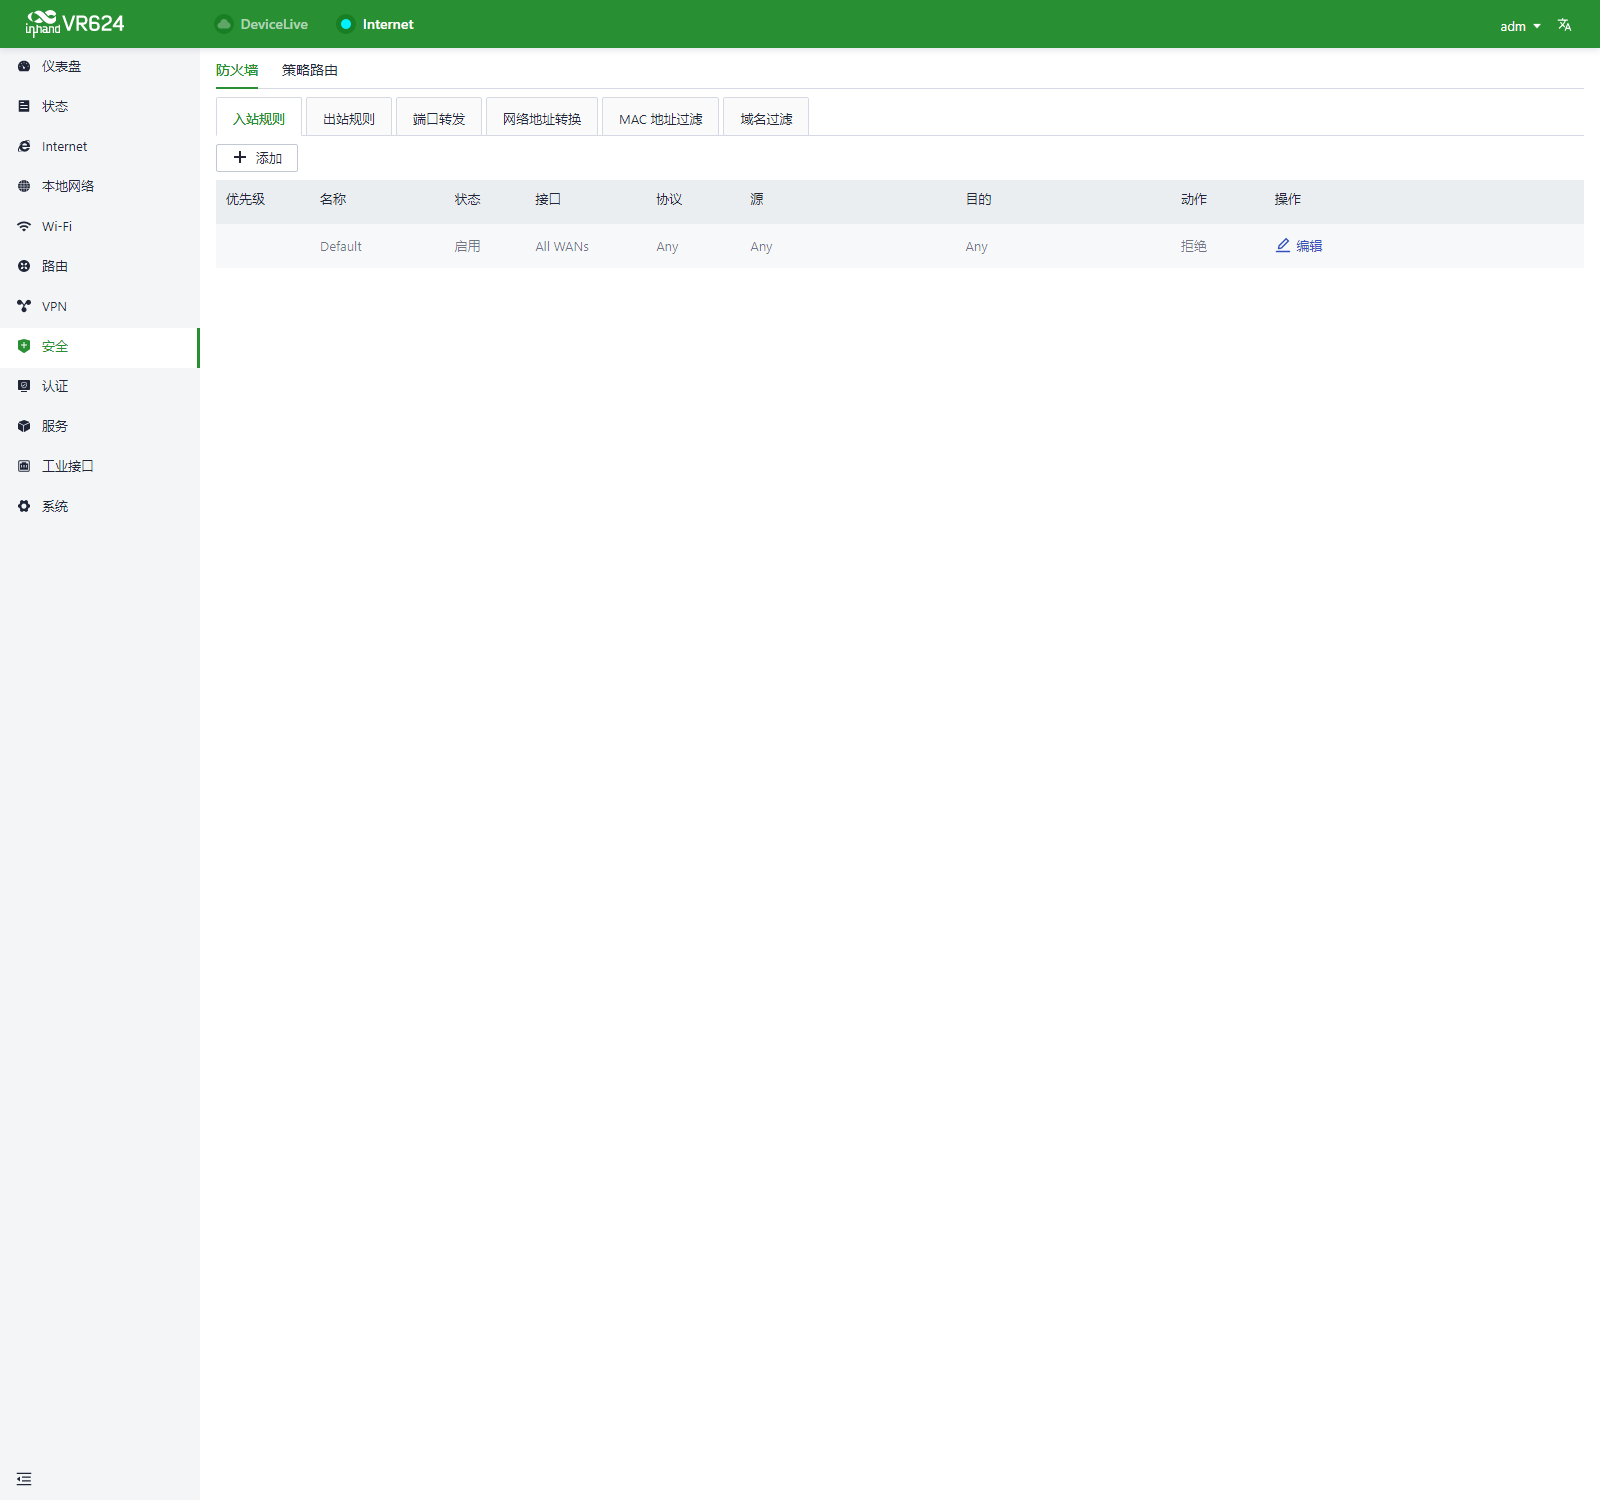 inhand VR624
DeviceLive
Internet
adm
仪表盘
状态
Internet
本地网络
Wi-Fi
路由
VPN
安全
认证
服务
工业接口
系统
防火墙
策略路由
入站规则
出站规则
端口转发
网络地址转换
MAC 地址过滤
域名过滤
添加
优先级 名称 状态 接口 协议 源 目的 动作 操作
Default 启用 All WANs Any Any Any 拒绝 编辑